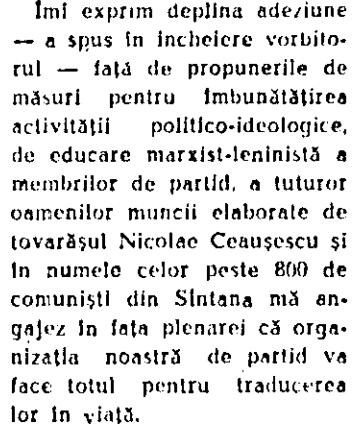 Îmi exprim deplina adeziune
— a spus în încheiere vorbito-
rul — față de propunerile de
măsuri pentru îmbunătățirea
activității politico-ideologice,
de educare marxist-leninistă a
membrilor de partid, a tuturor
oamenilor muncii elaborate de
tovarășul Nicolae Ceaușescu și
în numele celor peste 800 de
comuniști din Sîntana mă an-
gajez în fața plenarei că orga-
nizația noastră de partid va
face totul pentru traducerea
lor în viață.